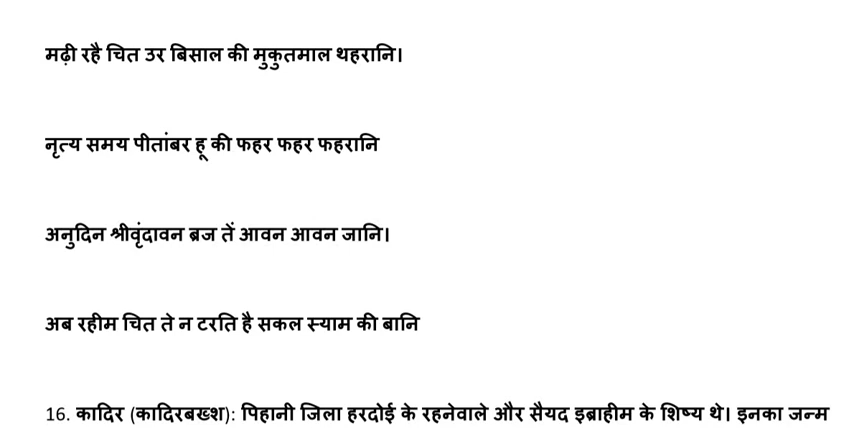 मढ़ी रहै चित उर बिसाल की मुकुतमाल थहरानि।
नृत्य समय पीतांबर हू की फहर फहर फहरानि
अनुदिन श्रीवृंदावन ब्रज तें आवन आवन जानि।
अब रहीम चित ते न टरति है सकल स्याम की बानि
16. कादिर (कादिरबख्श): पिहानी जिला हरदोई के रहनेवाले और सैयद इब्राहीम के शिष्य थे। इनका जन्म